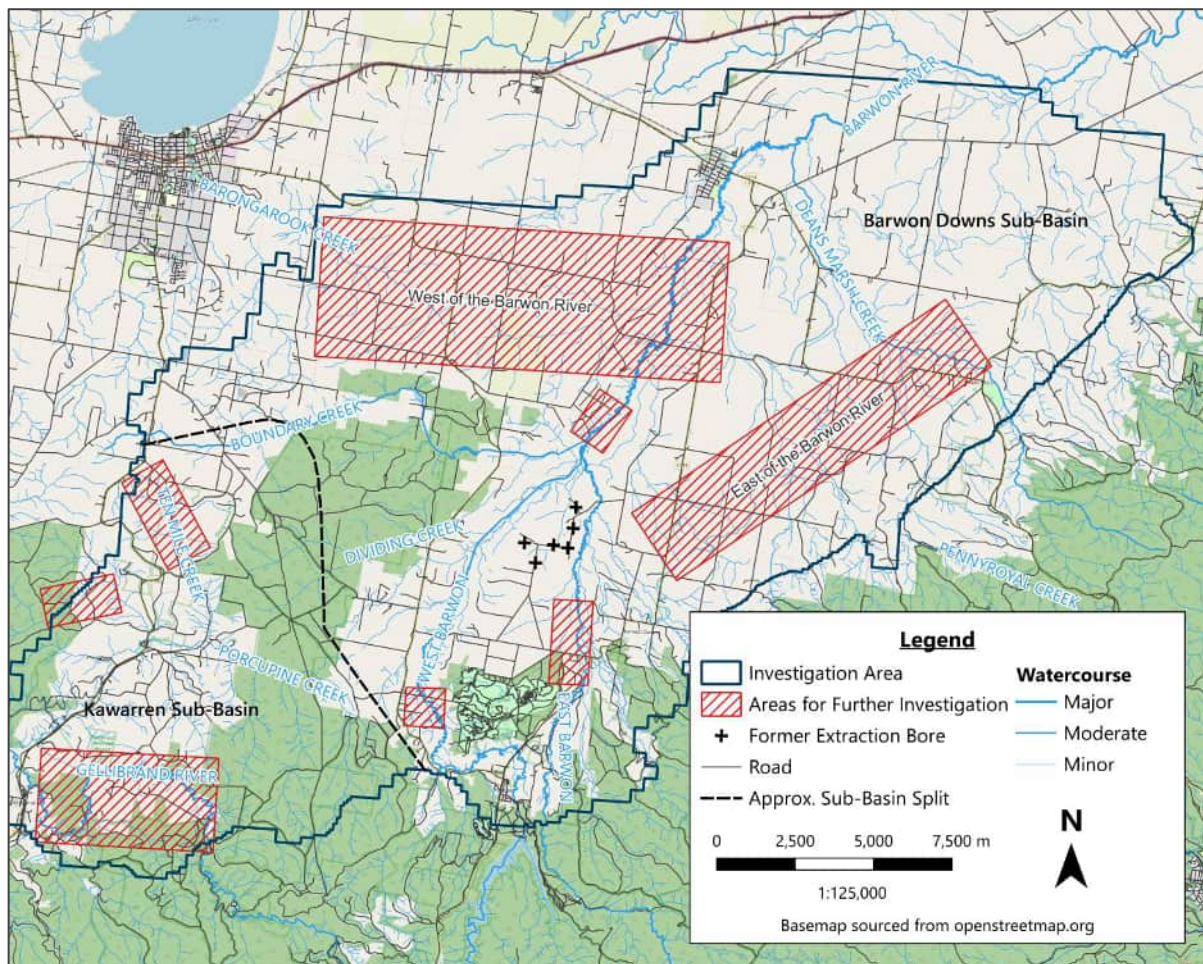 BARWON RIVER
BARONGAROOK CREEK
DEANS MARSH CREEK
Barwon Downs Sub-Basin
West of the Barwon River
BOUNDARY CREEK
East of the Barwon River
TEN MILE CREEK
DIVIDING CREEK
PENNYROYAL CREEK
WEST BARWON
PORCUPINE CREEK
EAST BARWON
Kawarren Sub-Basin
GELLIBRAND RIVER
Legend
Investigation Area
Areas for Further Investigation
Former Extraction Bore
Road
Approx. Sub-Basin Split
Watercourse
Major
Moderate
Minor
0 2,500 5,000 7,500 m
1:125,000
N
Basemap sourced from openstreetmap.org